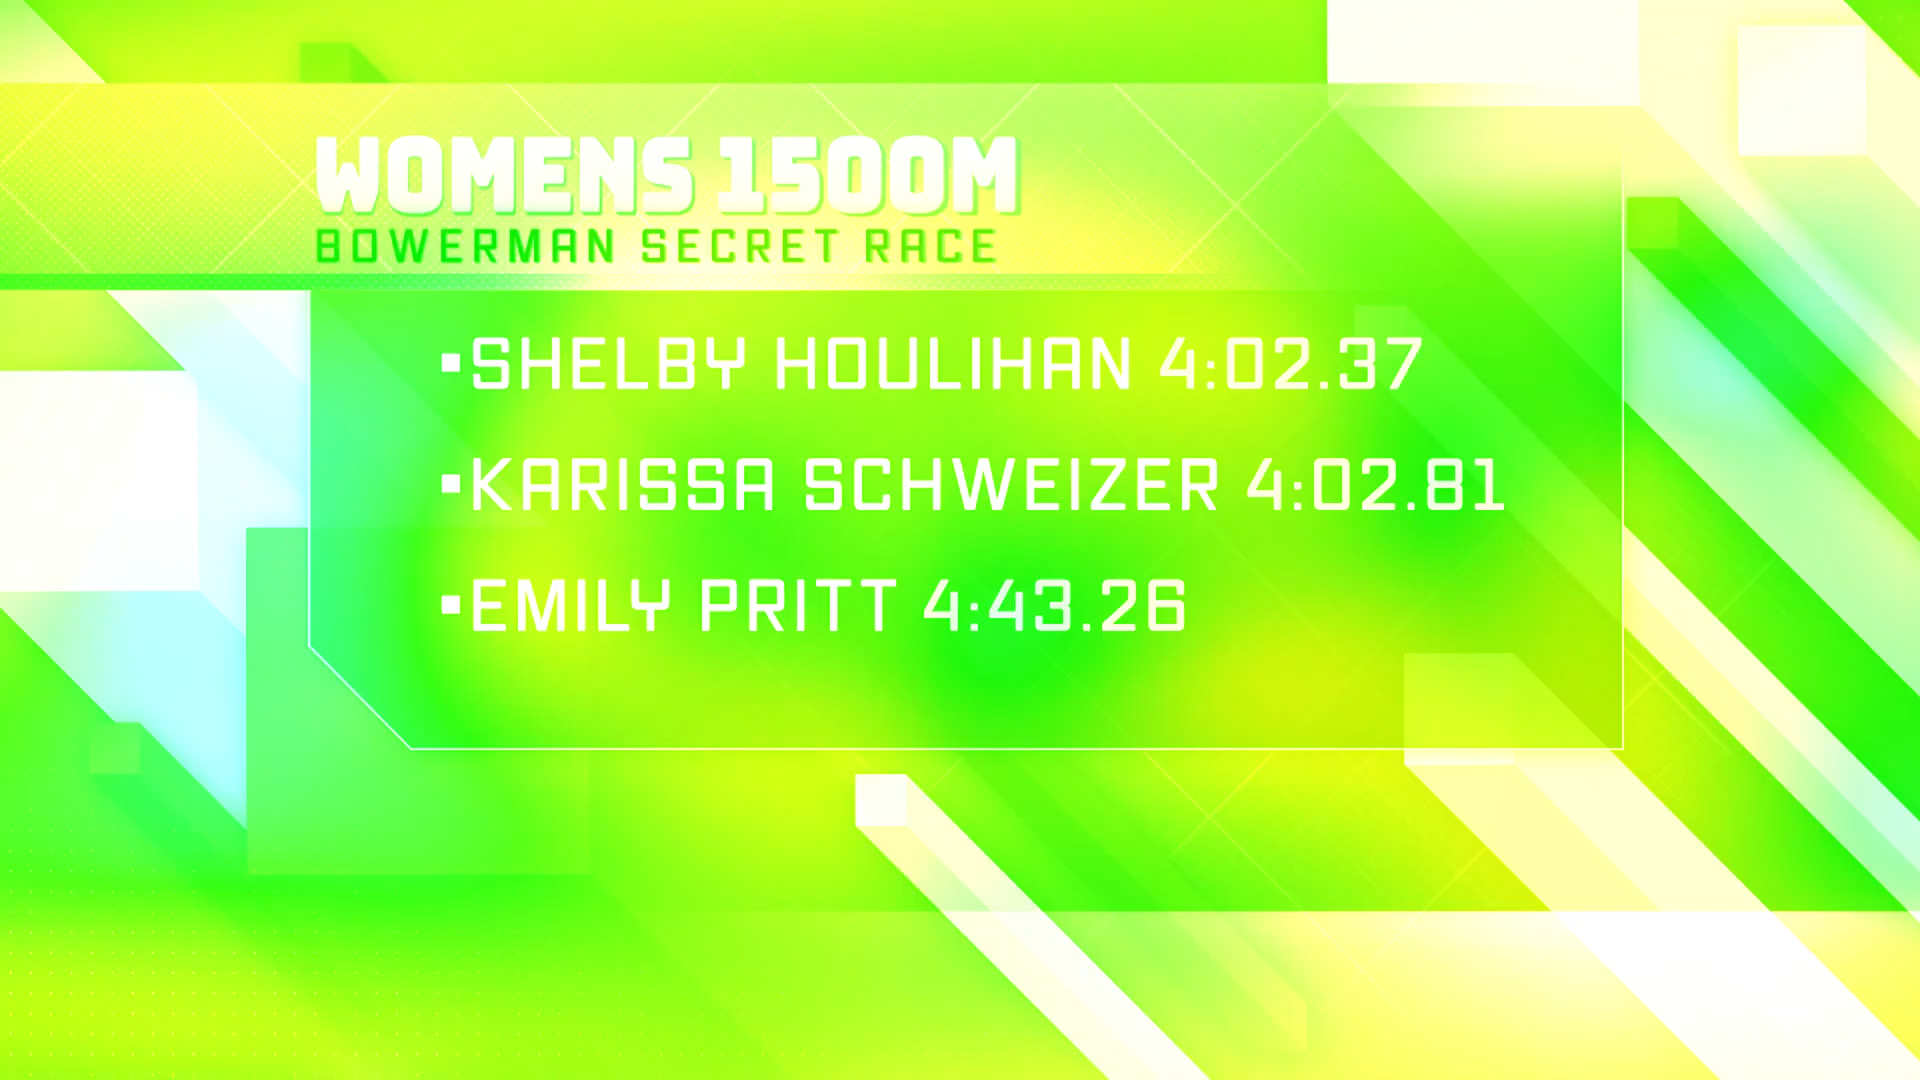 WOMENS 1500M
BOWERMAN SECRET RACE
▪SHELBY HOULIHAN 4:02.37
▪KARISSA SCHWEIZER 4:02.81
▪EMILY PRITT 4:43.26